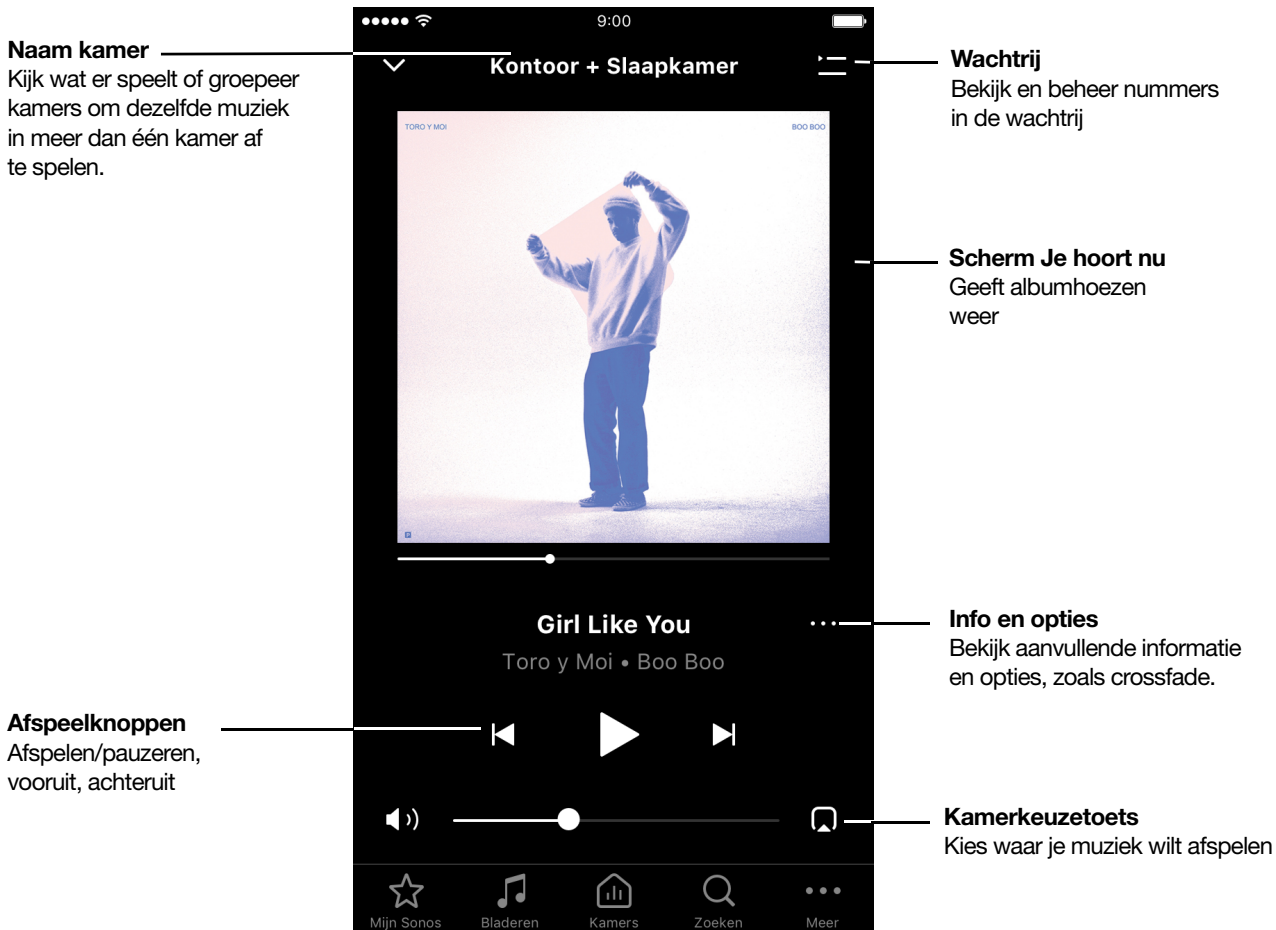 9:00
Naam kamer
Kijk wat er speelt of groepeer
kamers om dezelfde muziek
in meer dan één kamer af
te spelen.
Kontoor + Slaapkamer
Wachtrij
Bekijk en beheer nummers
in de wachtrij
TORO Y MOI
BOO BOO
Scherm Je hoort nu
Geeft albumhoezen
weer
Girl Like You
Toro y Moi • Boo Boo
Info en opties
Bekijk aanvullende informatie
en opties, zoals crossfade.
Afspeelknoppen
Afspelen/pauzeren,
vooruit, achteruit
Kamerkeuzetoets
Kies waar je muziek wilt afspelen
Mijn Sonos
Bladeren
Kamers
Zoeken
Meer